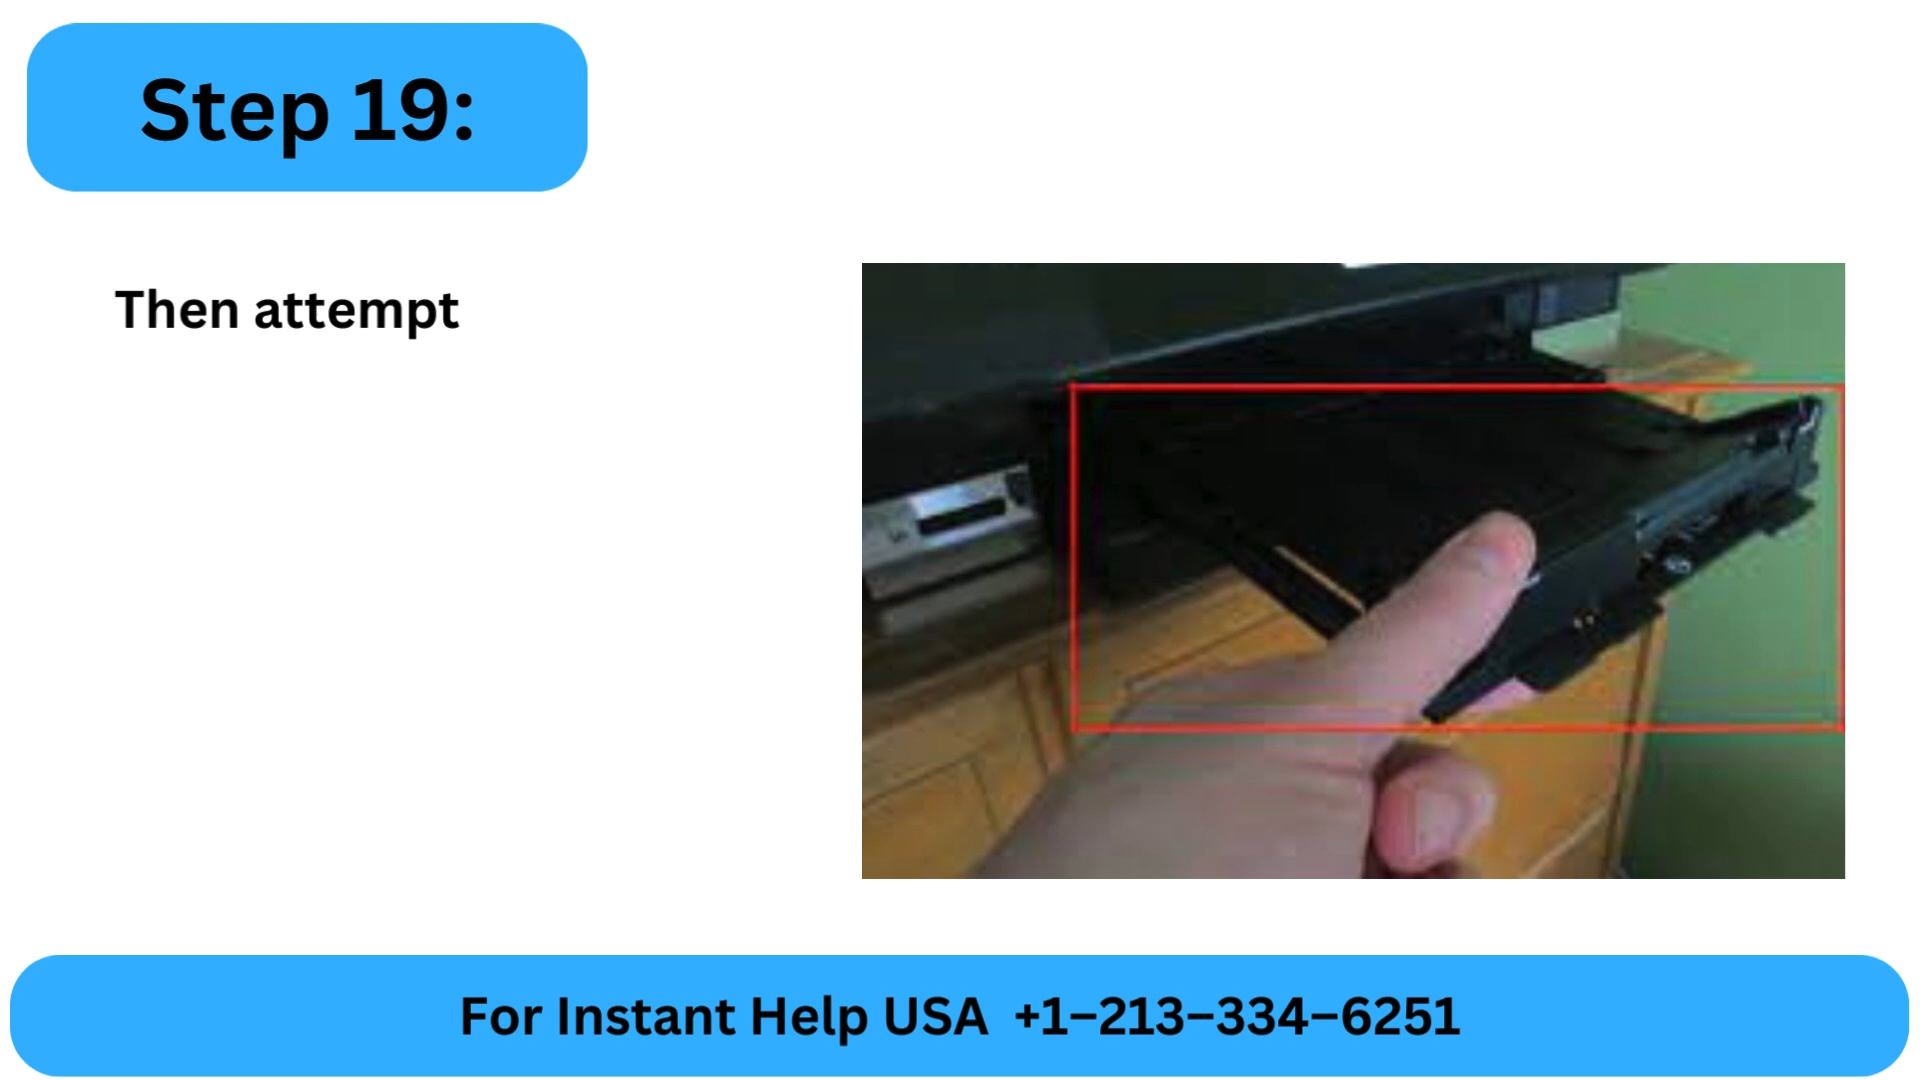 Step 19:
Then attempt
For Instant Help USA +1–213–334–6251